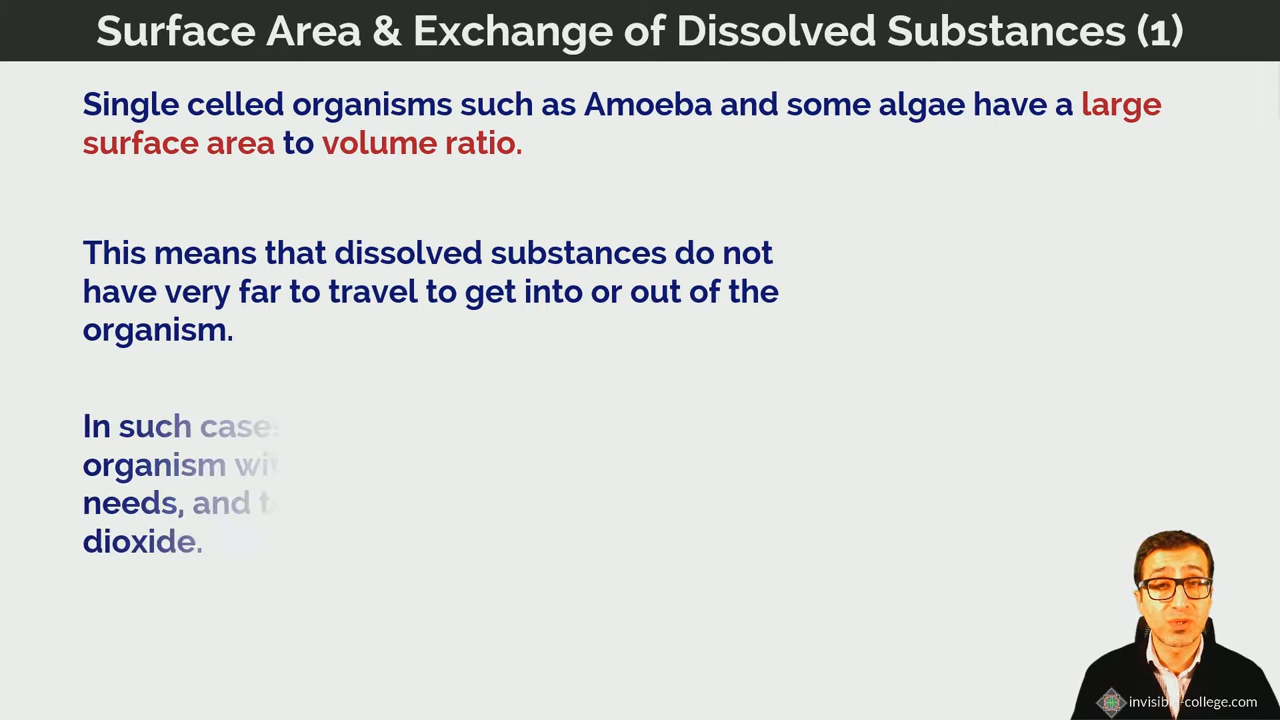 Surface Area & Exchange of Dissolved Substances (1)
Single celled organisms such as Amoeba and some algae have a large
surface area to volume ratio.
This means that dissolved substances do not
have very far to travel to get into or out of the
organism.
In such cases
organism
needs, and
dioxide.
invisible-college.com